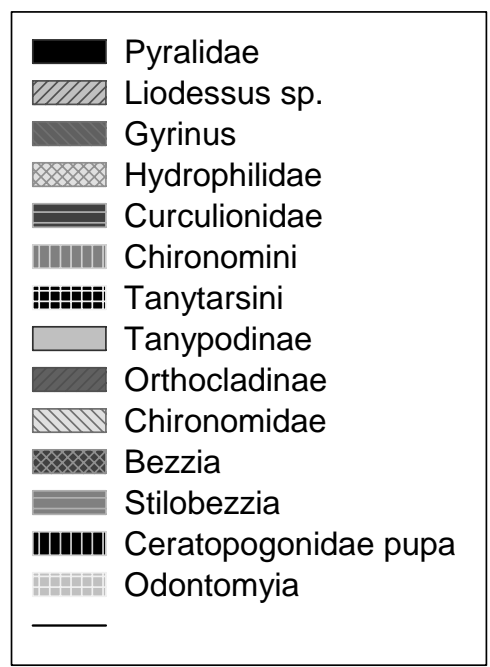 Pyralidae
Liodessus sp.
Gyrinus
Hydrophilidae
Curculionidae
Chironomini
Tanytarsini
Tanypodinae
Orthocladinae
Chironomidae
Bezzia
Stilobezzia
Ceratopogonidae pupa
Odontomyia